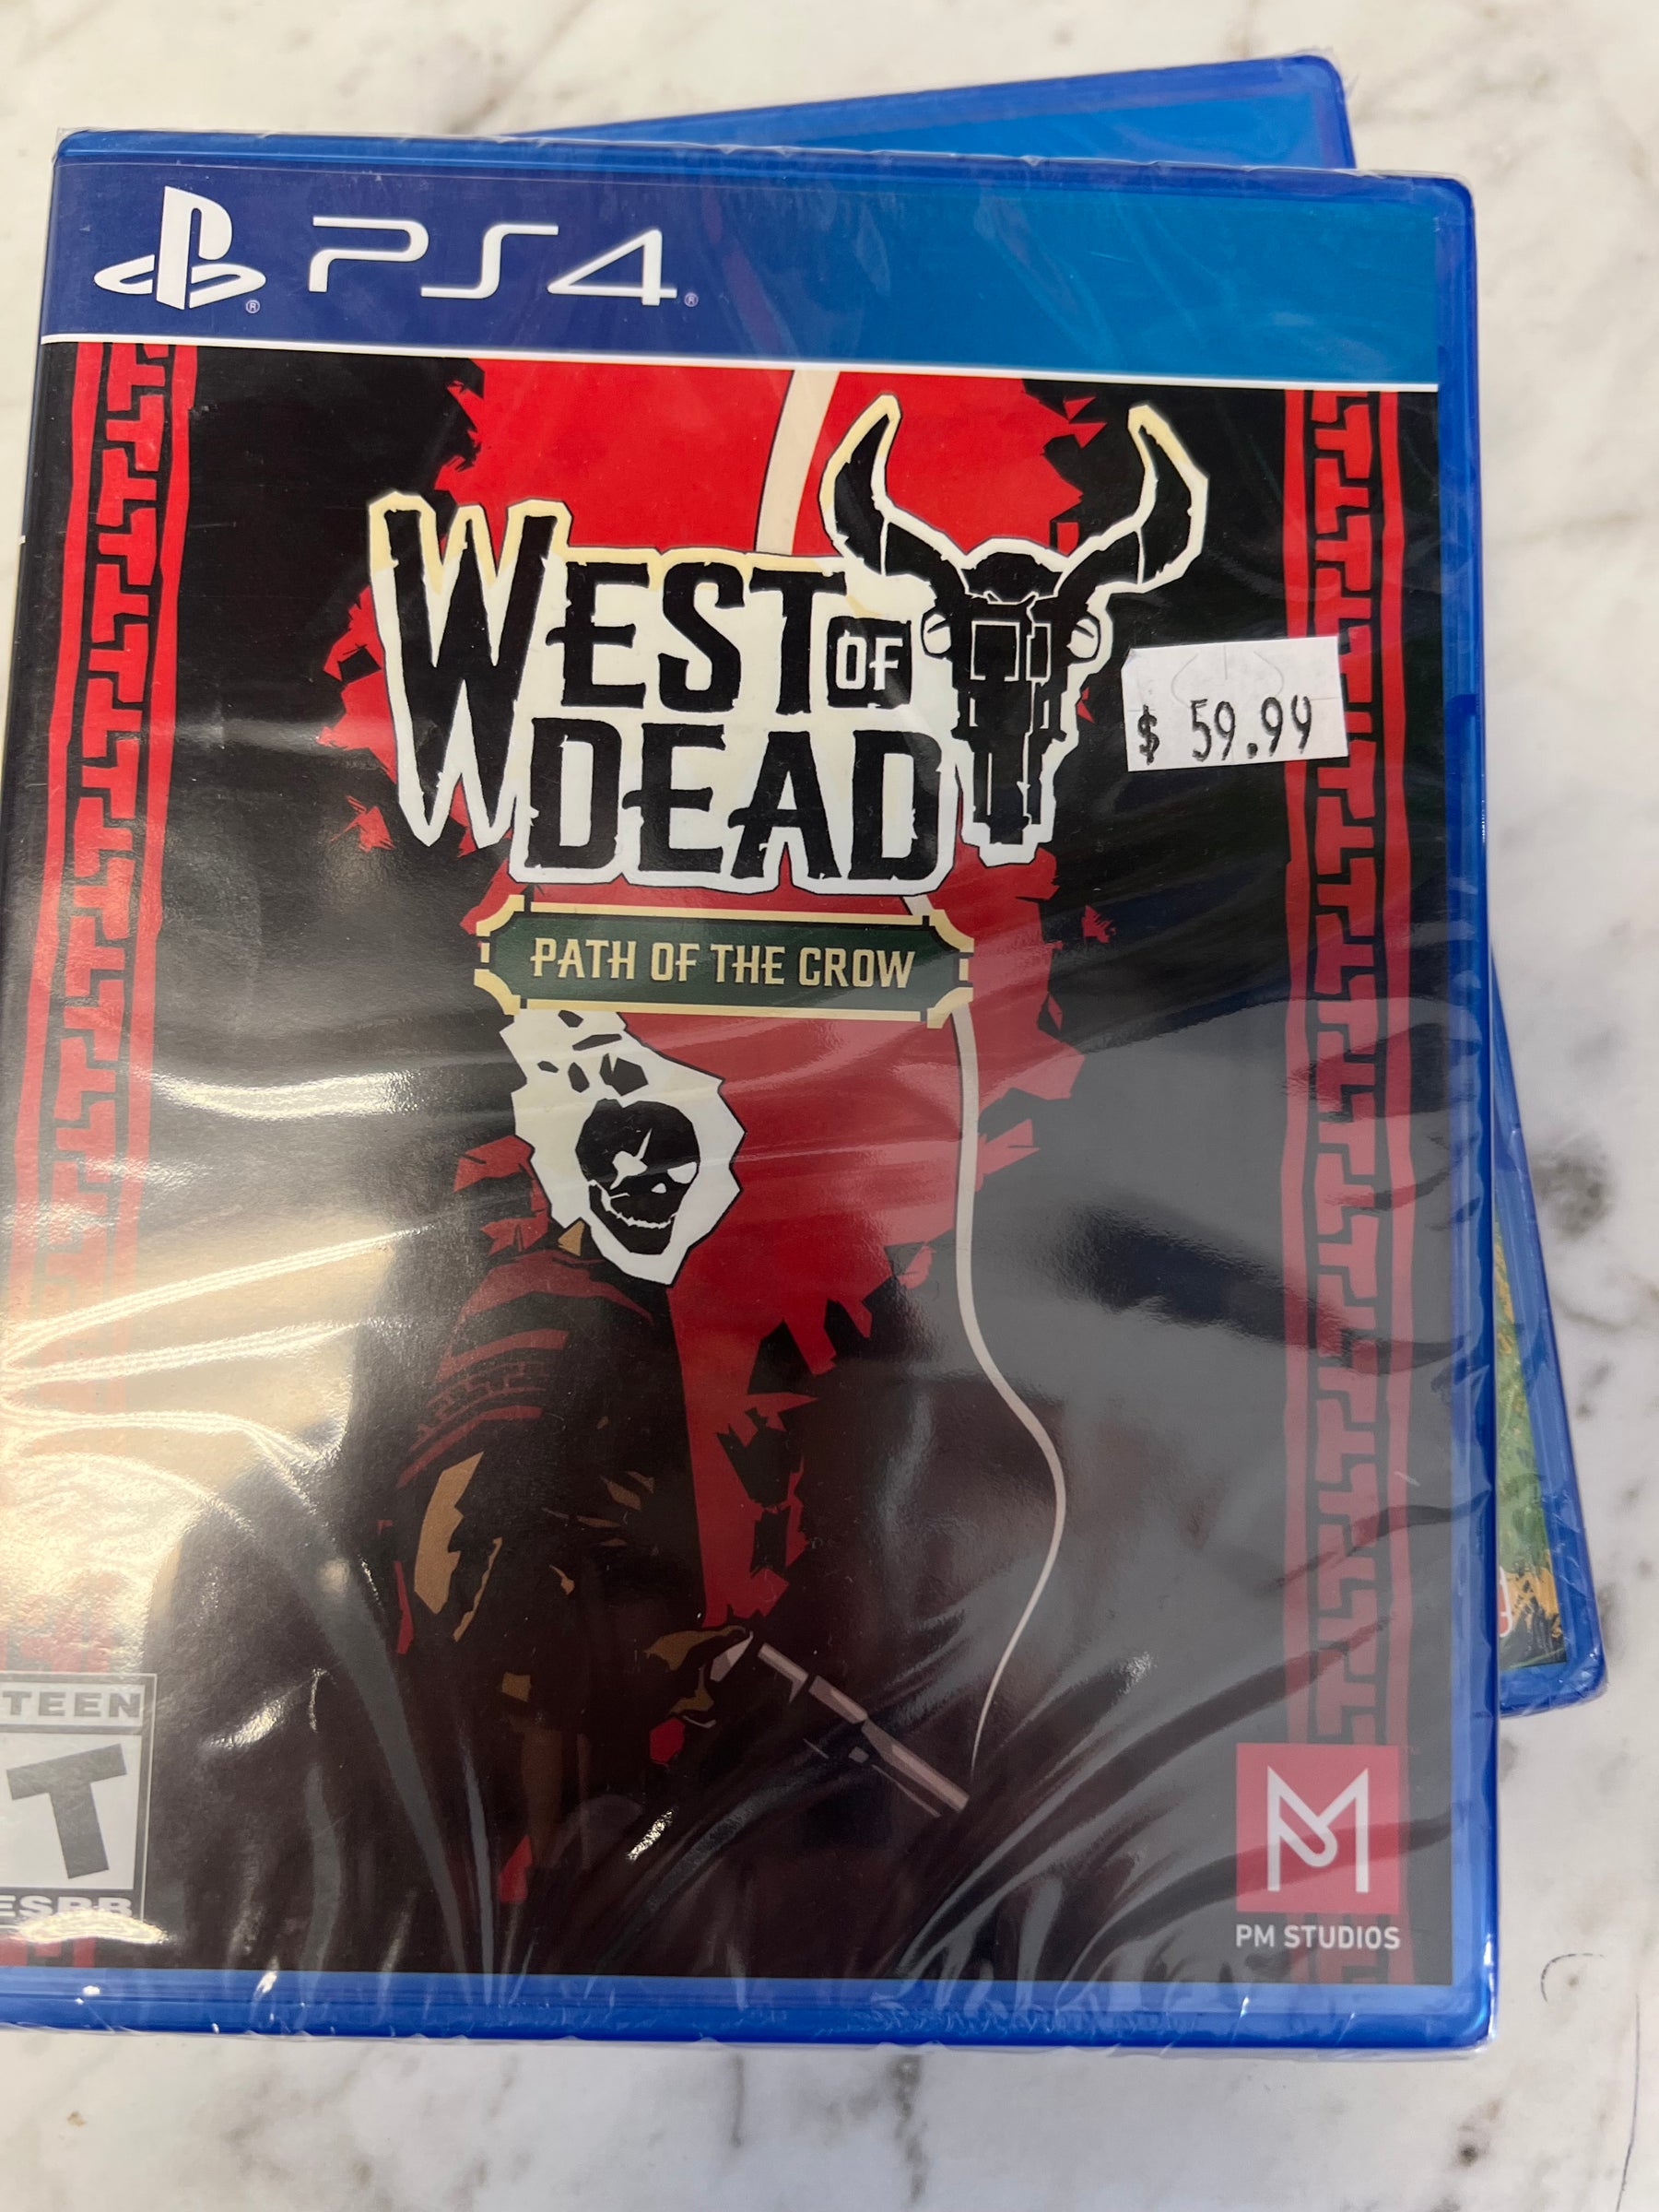 PS4
WEST OF
DEAD
$ 59.99
PATH OF THE CROW
TEEN
T
ESRB
PM STUDIOS